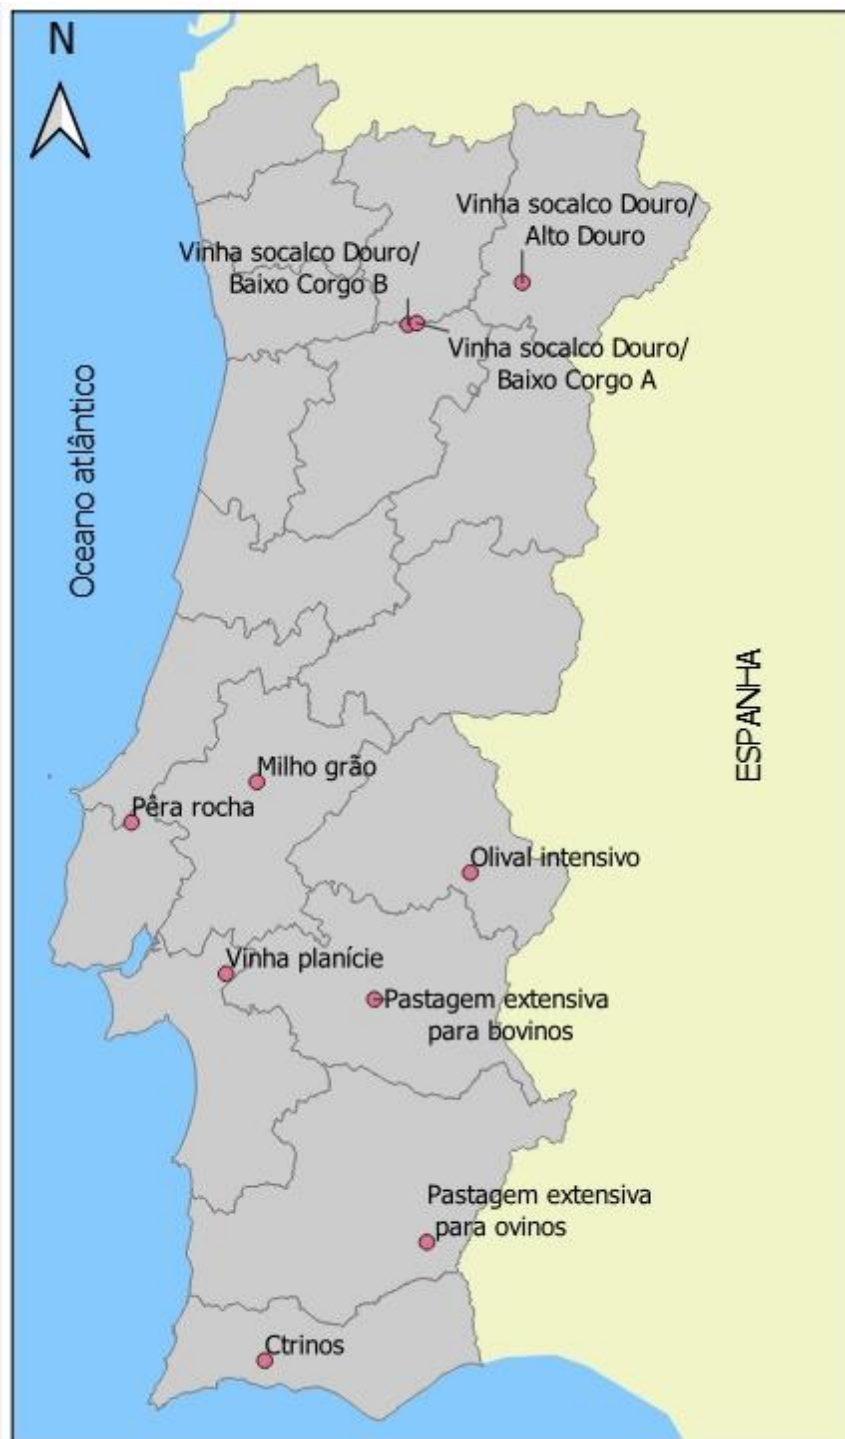 N
Vinha socalco Douro/
Alto Douro
Vinha socalco Douro/
Baixo Corgo B
Vinha socalco Douro/
Baixo Corgo A
Oceano atlântico
ESPANHA
Milho grão
Pêra rocha
Olival intensivo
Vinha planície
Pastagem extensiva
para bovinos
Pastagem extensiva
para ovinos
Ctrinos